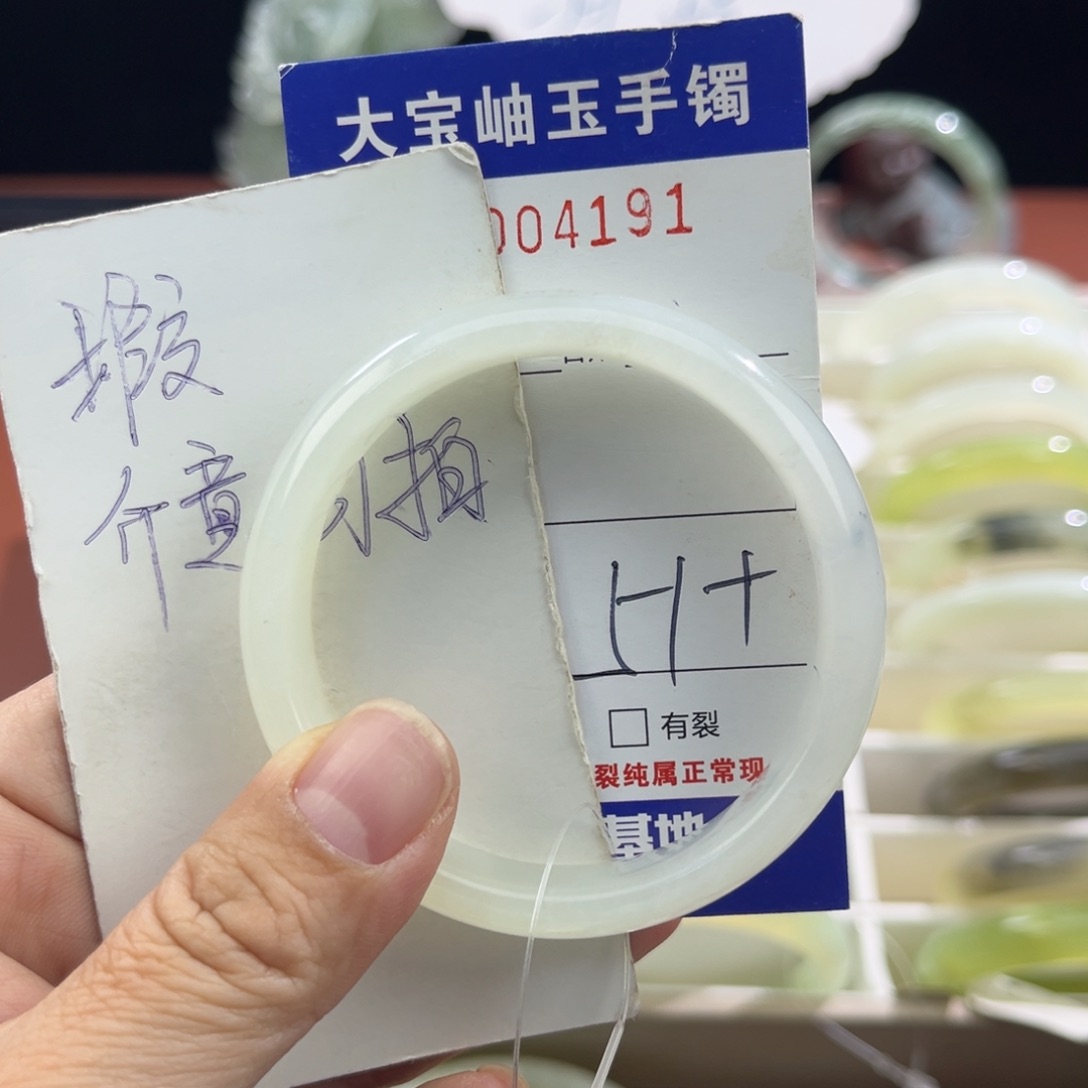 大宝岫玉手镯
004191
瑕
介意勿拍
H+
□有裂
裂纯属正常现
基地